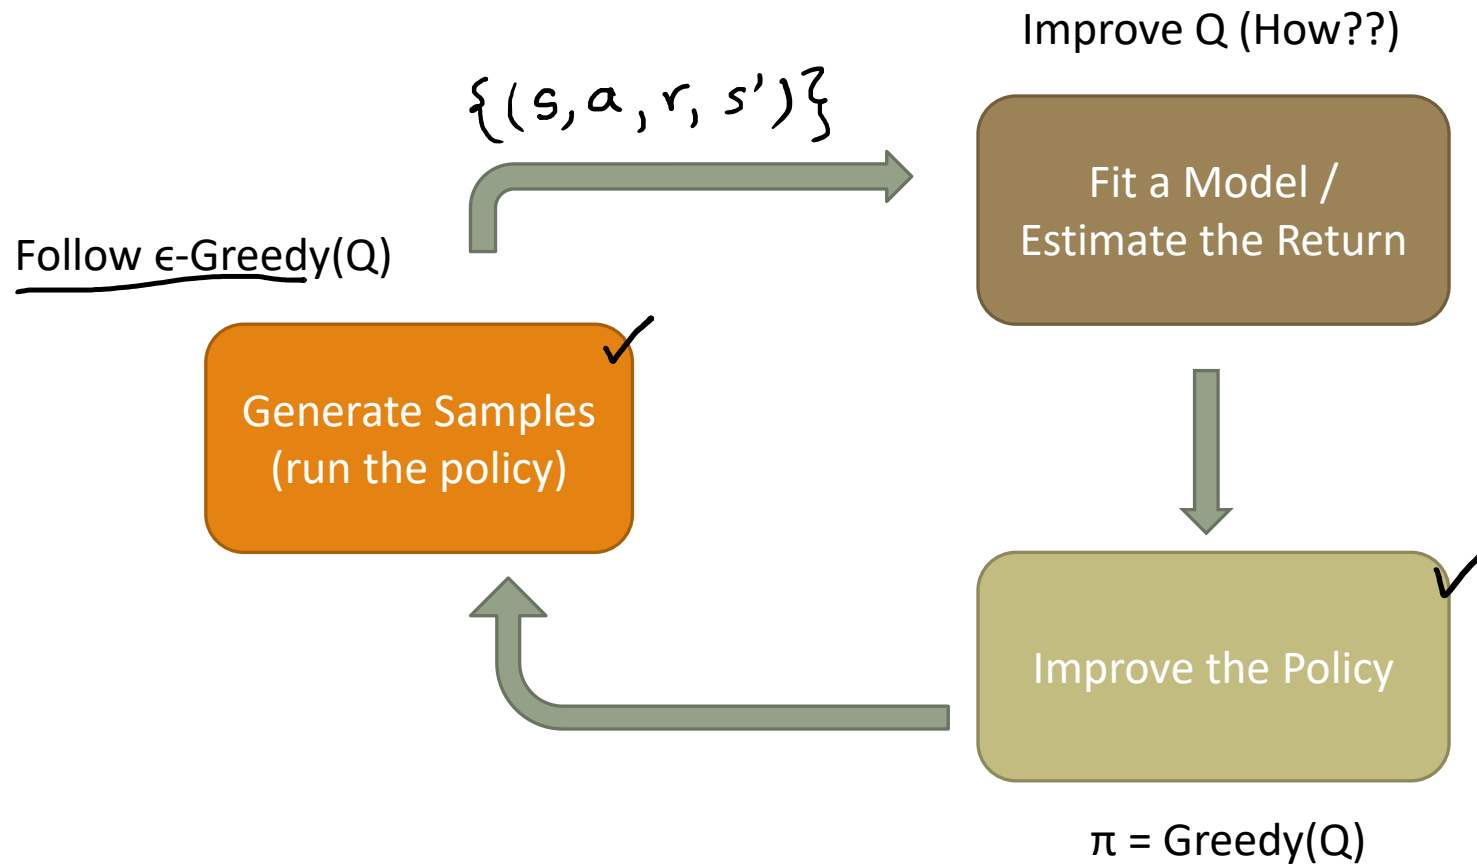 Improve Q (How??)
{(s, a, r, s')}
Fit a Model /
Estimate the Return
Follow ϵ-Greedy(Q)
Generate Samples
(run the policy)
Improve the Policy
π = Greedy(Q)